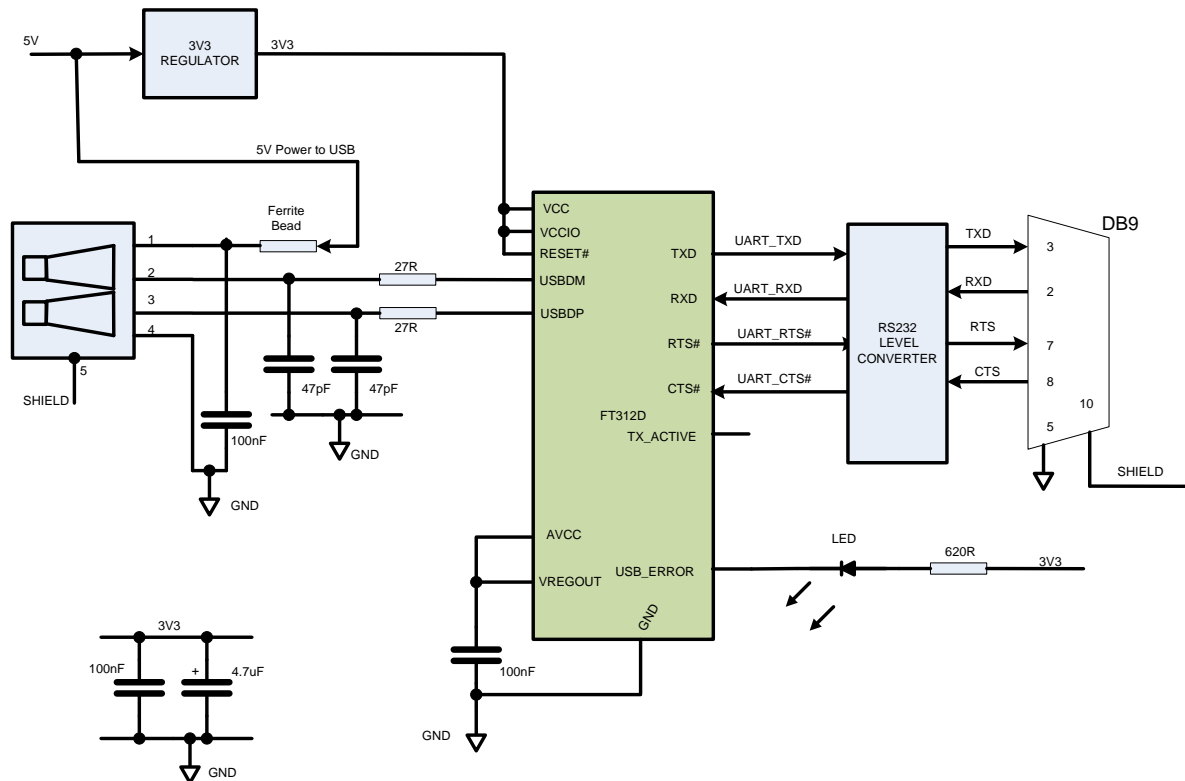 5V
3V3
REGULATOR
3V3
5V Power to USB
Ferrite
Bead
1
2
3
4
5
SHIELD
27R
27R
47pF
47pF
100nF
GND
GND
VCC
VCCIO
RESET#
USBDM
USBDP
AVCC
VREGOUT
TXD
RXD
RTS#
CTS#
FT312D
TX_ACTIVE
USB_ERROR
GND
UART_TXD
UART_RXD
UART_RTS#
UART_CTS#
RS232
LEVEL
CONVERTER
TXD
RXD
RTS
CTS
DB9
3
2
7
8
10
5
SHIELD
LED
620R
3V3
100nF
GND
3V3
100nF
+
4.7uF
GND